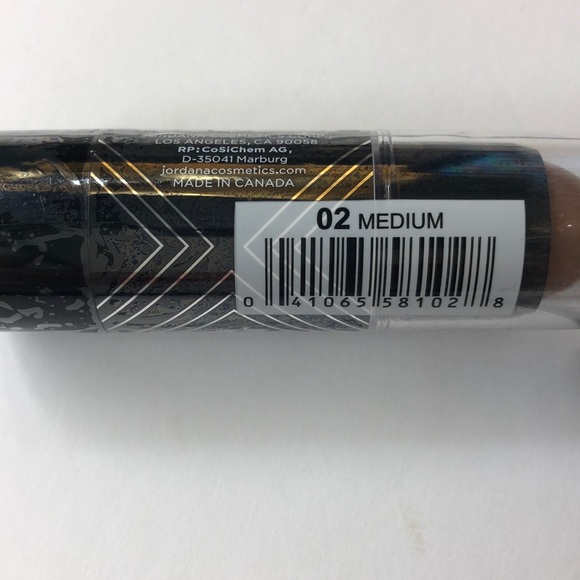 LOS ANGELES, CA 90058
RP: CoSiChem AG,
D-35041 Marburg
jordanacosmetics.com
MADE IN CANADA
02 MEDIUM
0 41065 58102 8